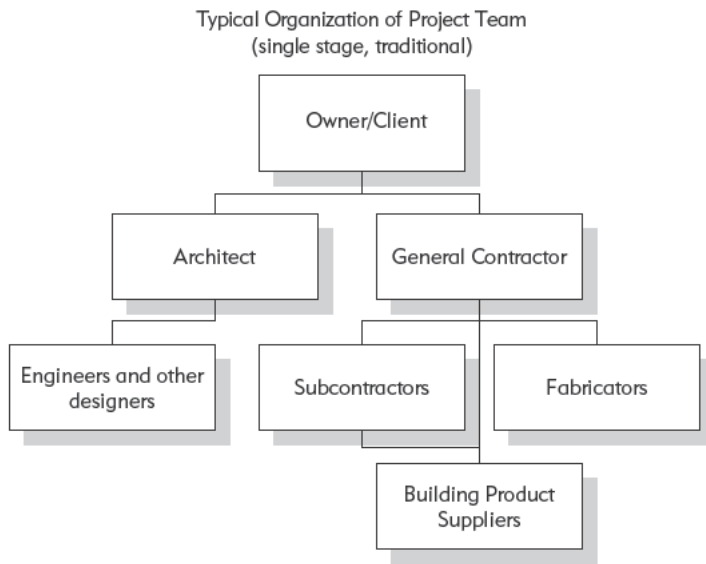 Typical Organization of Project Team
(single stage, traditional)
Owner/Client
Architect
General Contractor
Engineers and other
designers
Subcontractors
Fabricators
Building Product
Suppliers